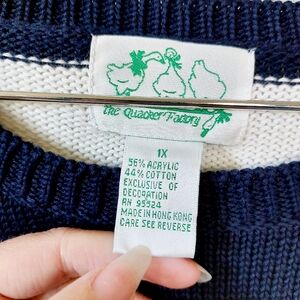 the Quacker Factory
1X
56% ACRYLIC
44% COTTON
EXCLUSIVE OF
DECORATION
RN 95524
MADE IN HONG KONG
CARE SEE REVERSE